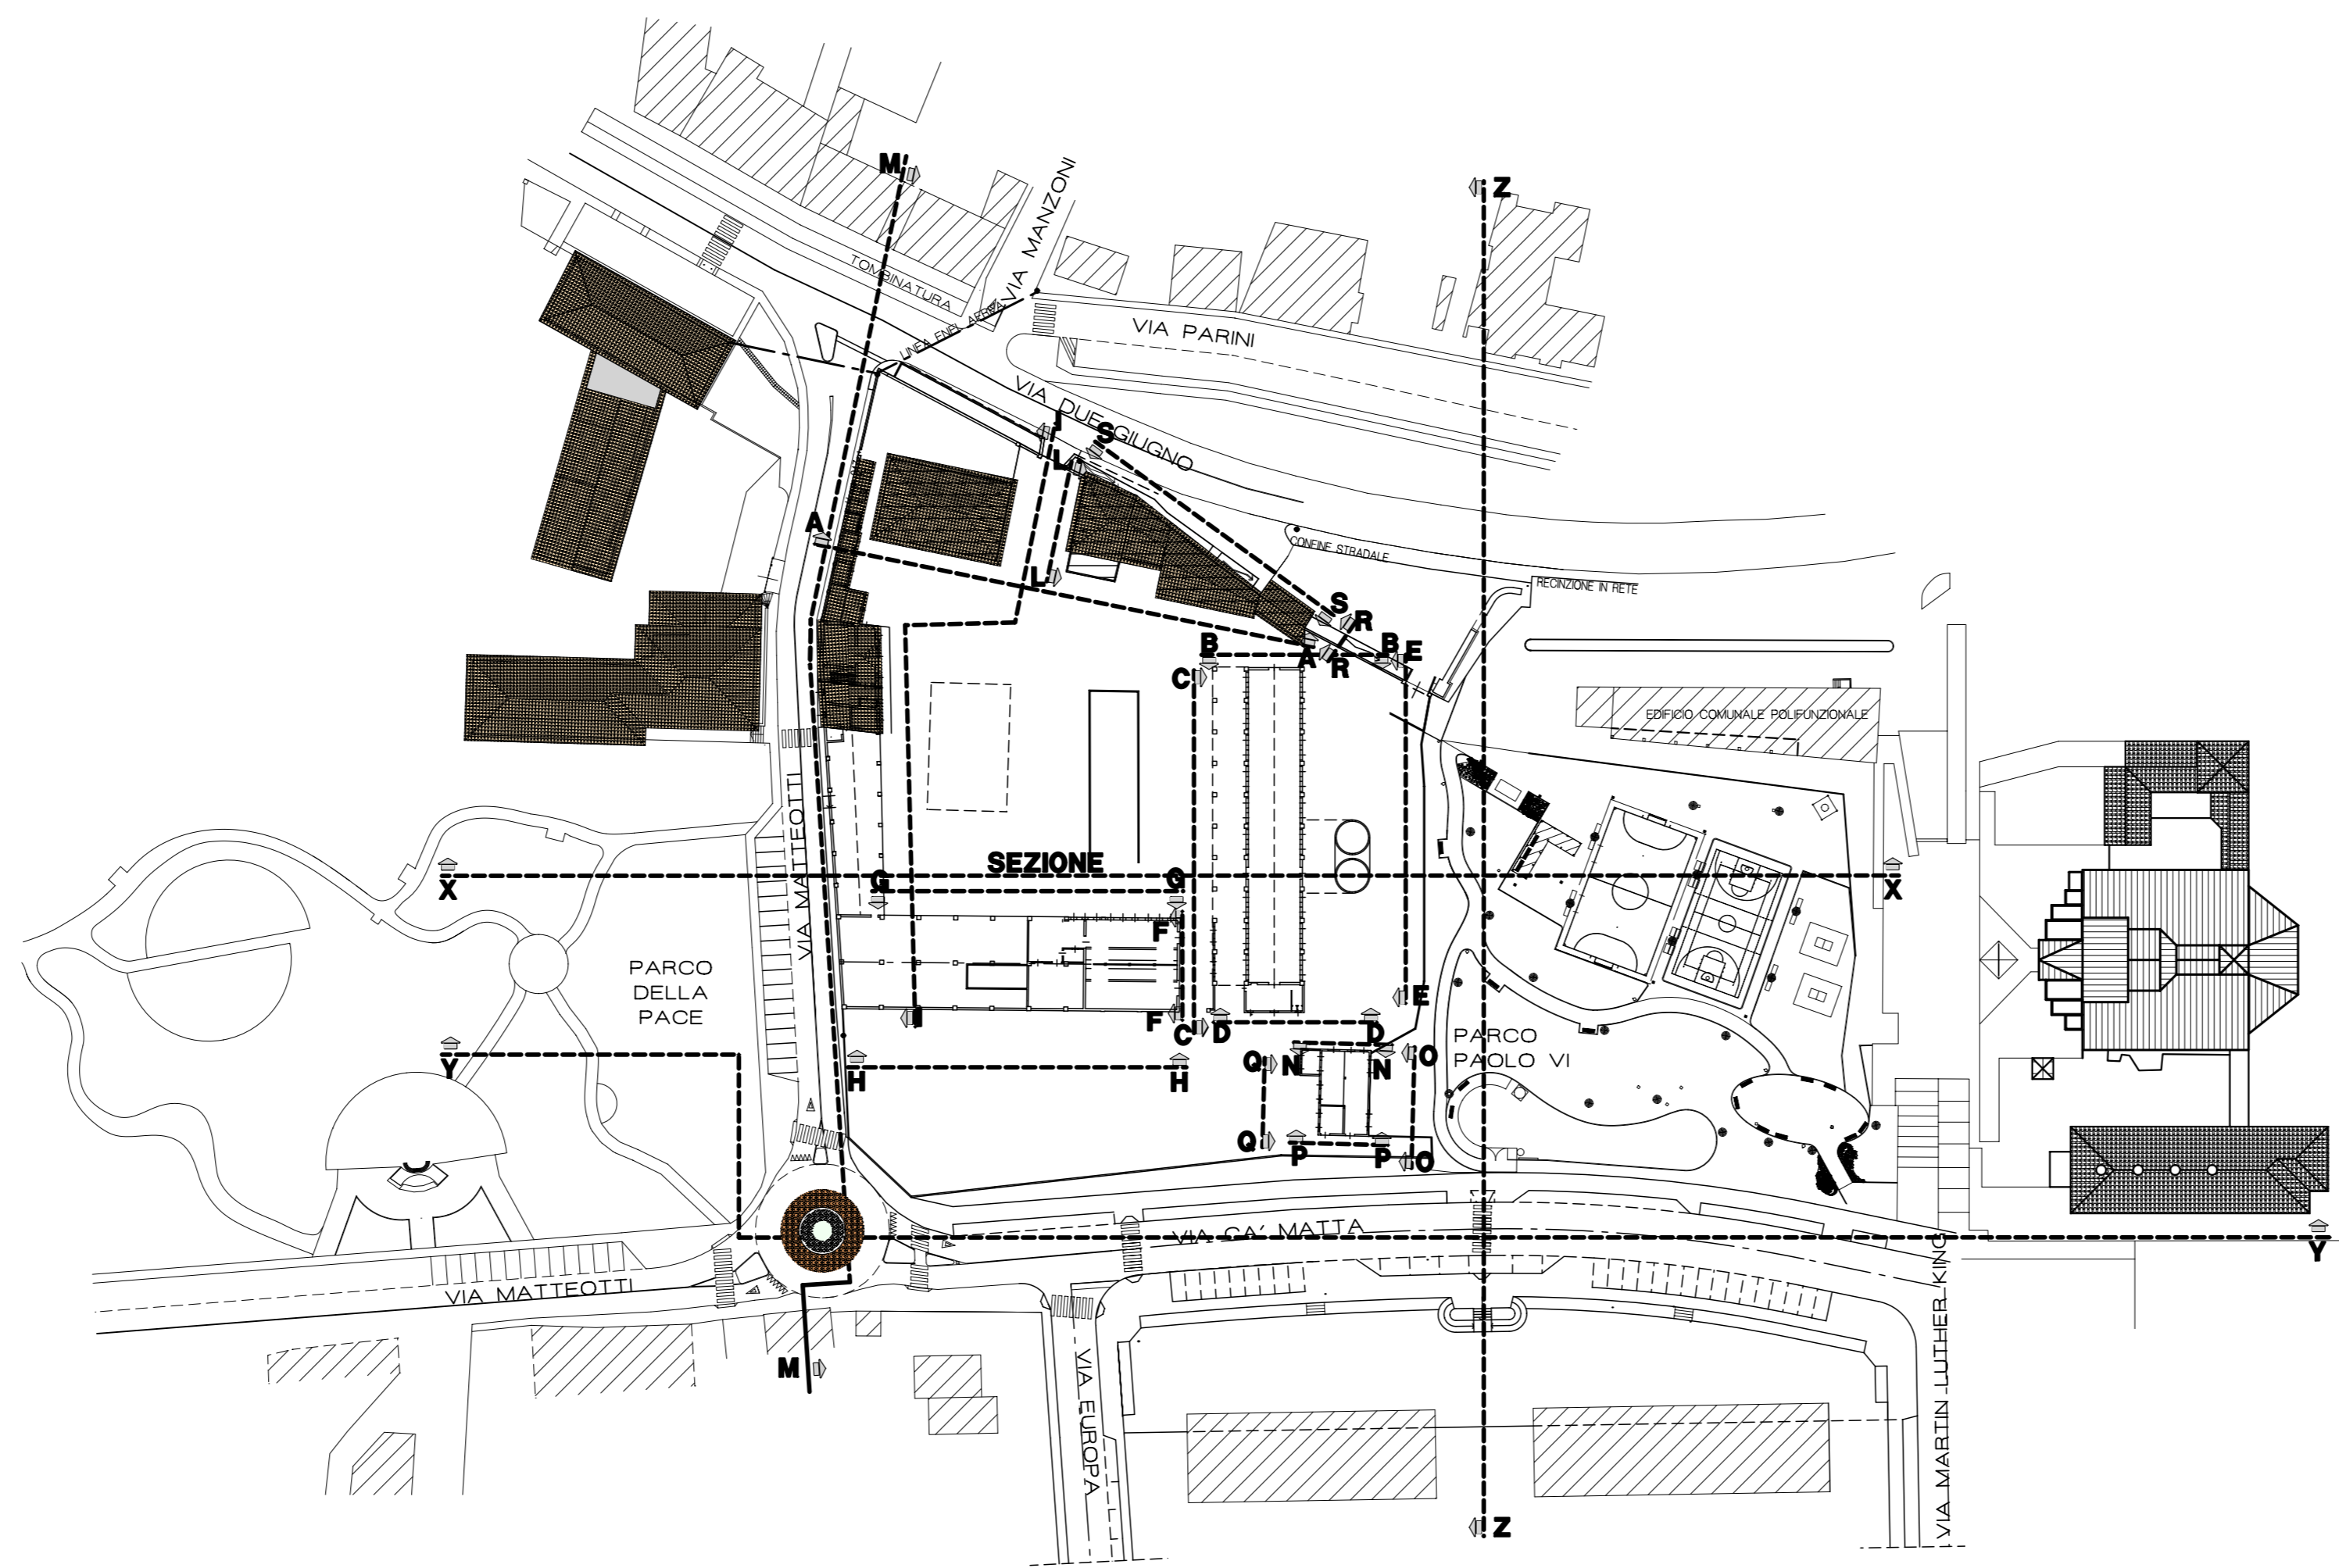 M
Z
VIA MANZONI
TOMBINATURA
LINEA ENEL AEREA
VIA PARINI
VIA DUE GIUGNO
I
S
L
A
CONFINE STRADALE
L
RECINZIONE IN RETE
S
R
B
A
R
B
E
C
EDIFICIO COMUNALE POLIFUNZIONALE
VIA MATTEOTTI
SEZIONE
X
G
G
X
F
PARCO
DELLA
PACE
I
F
C
D
D
E
PARCO
PAOLO VI
Y
H
H
Q
N
N
O
Q
P
P
O
VIA CA' MATTA
Y
VIA MATTEOTTI
M
VIA EUROPA
VIA MARTIN LUTHER KING
Z